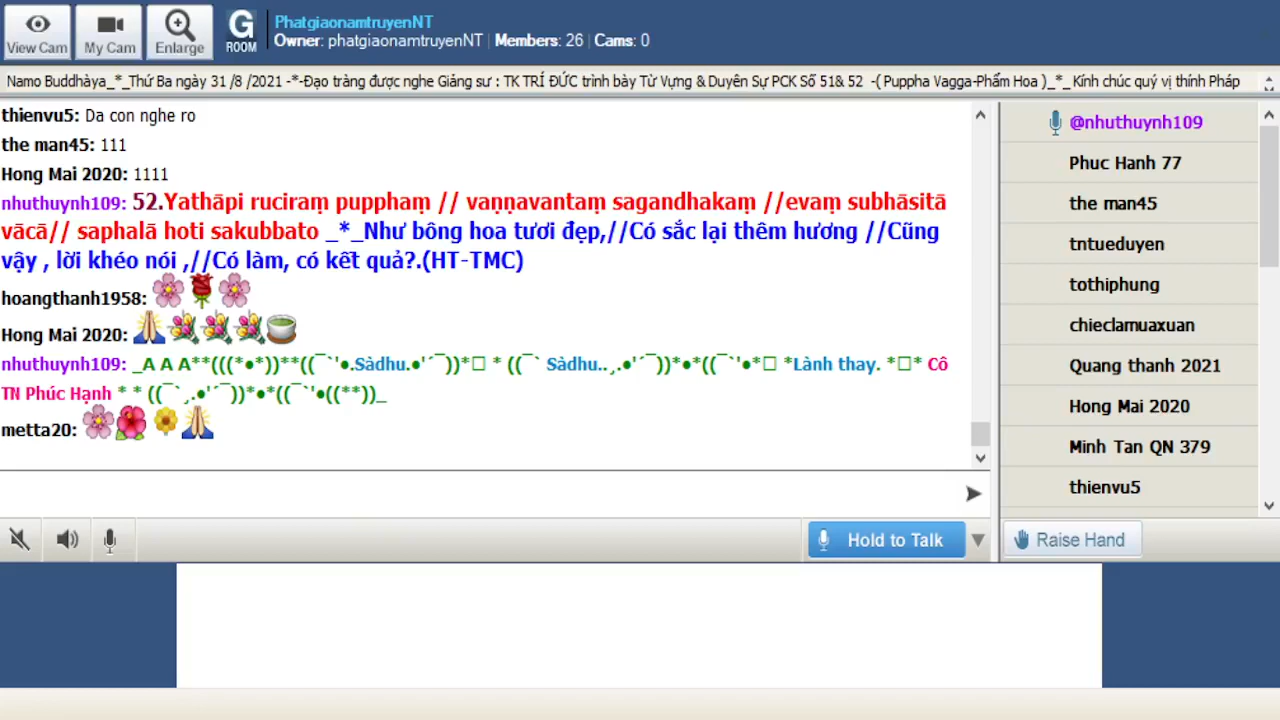 View Cam
My Cam
Enlarge
G
ROOM
PhatgiaonamtruyenNT
Owner: phatgiaonamtruyenNT | Members: 26 | Cams: 0
Namo Buddhàya_*_Thứ Ba ngày 31 /8 /2021 -*-Đạo tràng được nghe Giảng sư : TK TRÍ ĐỨC trình bày Từ Vựng & Duyên Sự PCK Số 51& 52 -( Puppha Vagga-Phẩm Hoa )_*_ Kính chúc quý vị thính Pháp
thienvu5: Da con nghe ro
the man45: 111
Hong Mai 2020: 1111
nhuthuynh109: 52.Yathāpi ruciraṃ pupphaṃ // vaṇṇavantaṃ sagandhakaṃ //evaṃ subhāsitā
vācā// saphalā hoti sakubbato _*_Như bông hoa tươi đẹp,//Có sắc lại thêm hương //Cũng
vậy , lời khéo nói ,//Có làm, có kết quả?.(HT-TMC)
hoangthanh1958:
Hong Mai 2020:
nhuthuynh109: _A A A**(((*•*))**((¯`'•.Sàdhu.•'´¯))*•* * ((¯` Sàdhu..¸.•'´¯))*•*((¯`'•*□ *Lành thay. *□* Cô
TN Phúc Hạnh * * ((¯`¸.•'´¯))*•*((¯`'•((**))_
metta20:
Hold to Talk
@nhuthuynh109
Phuc Hanh 77
the man45
tntueduyen
tothiphung
chieclamuaxuan
Quang thanh 2021
Hong Mai 2020
Minh Tan QN 379
thienvu5
Raise Hand